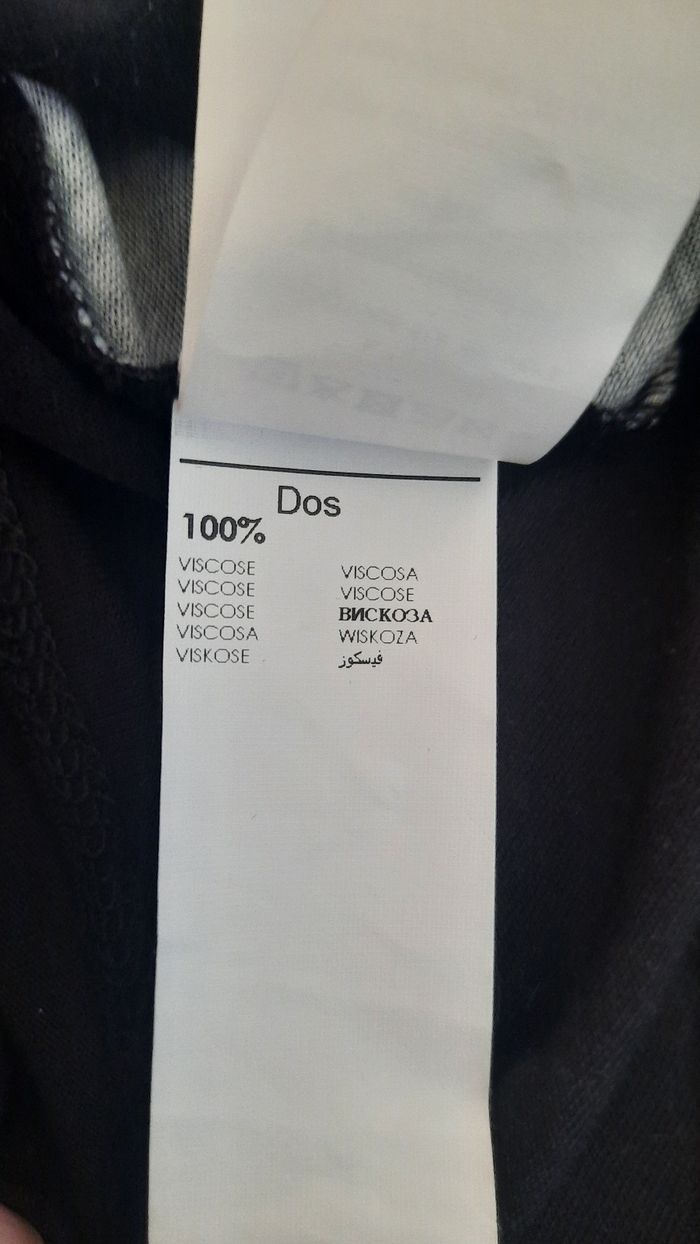 Dos
100%
VISCOSE
VISCOSE
VISCOSE
VISCOSA
VISKOSE
VISCOSA
VISCOSE
ВИСКОЗА
WISKOZA
فيسكوز